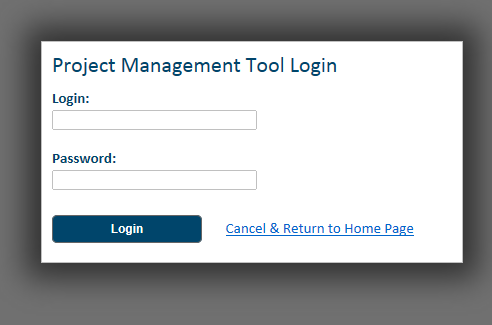 Project Management Tool Login
Login:
Password:
Login Cancel & Return to Home Page